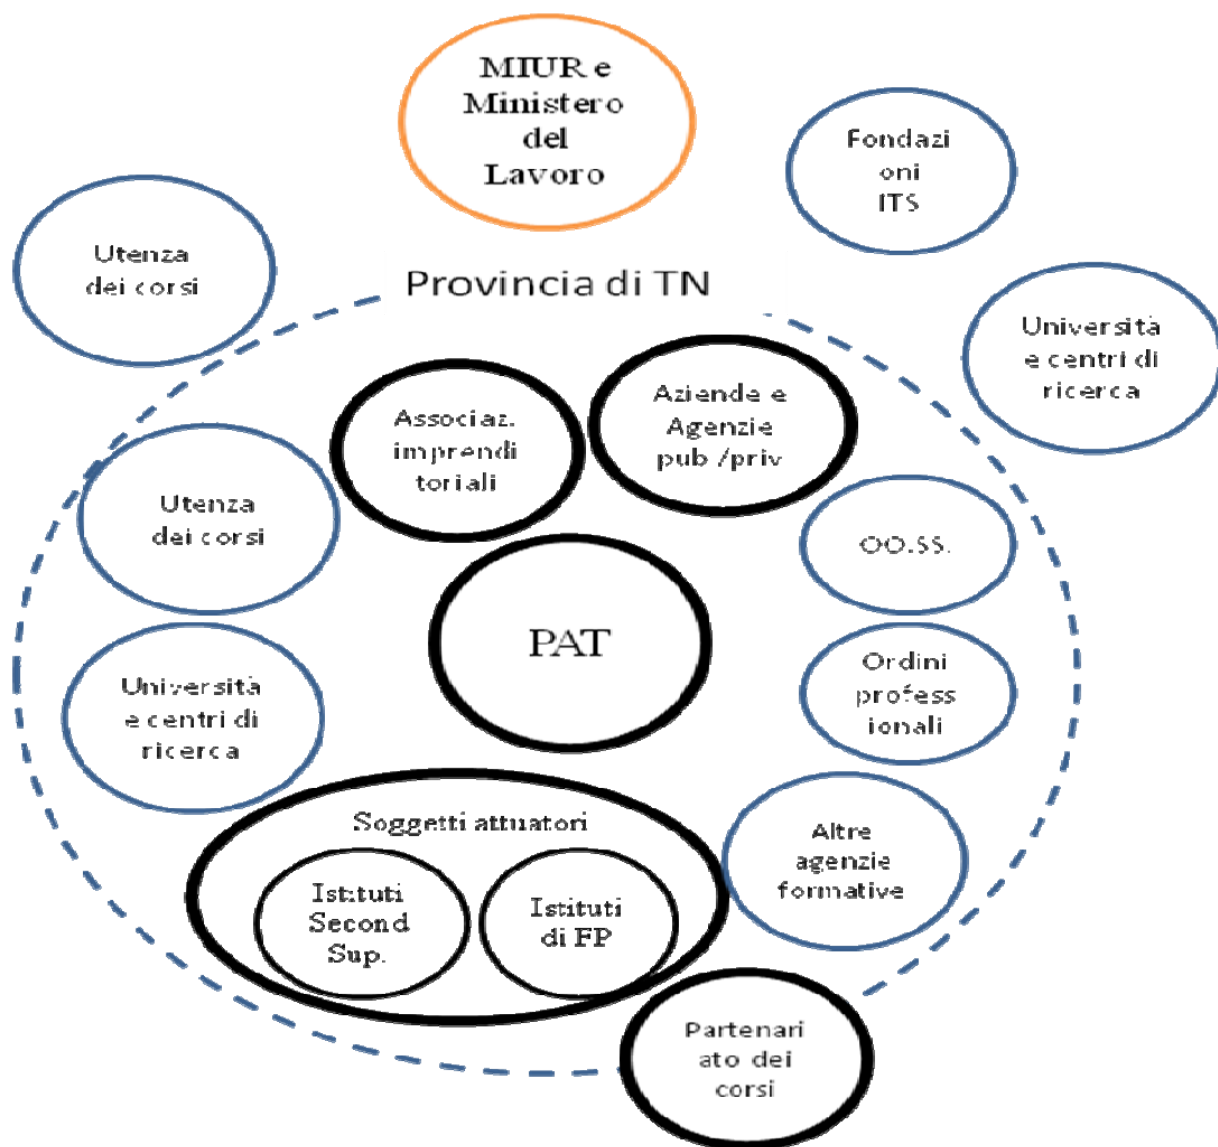 MIUR e
Ministero
del
Lavoro
Fondazi
oni
ITS
Utenza
dei corsi
Provincia di TN
Università
e centri di
ricerca
Associaz.
imprendi
toriali
Aziende e
Agenzie
pub /priv
Utenza
dei corsi
OO.SS.
PAT
Università
e centri di
ricerca
Ordini
profess
ionali
Soggetti attuatori
Istituti
Second
Sup.
Istituti
di FP
Altre
agenzie
formative
Partenari
ato dei
corsi